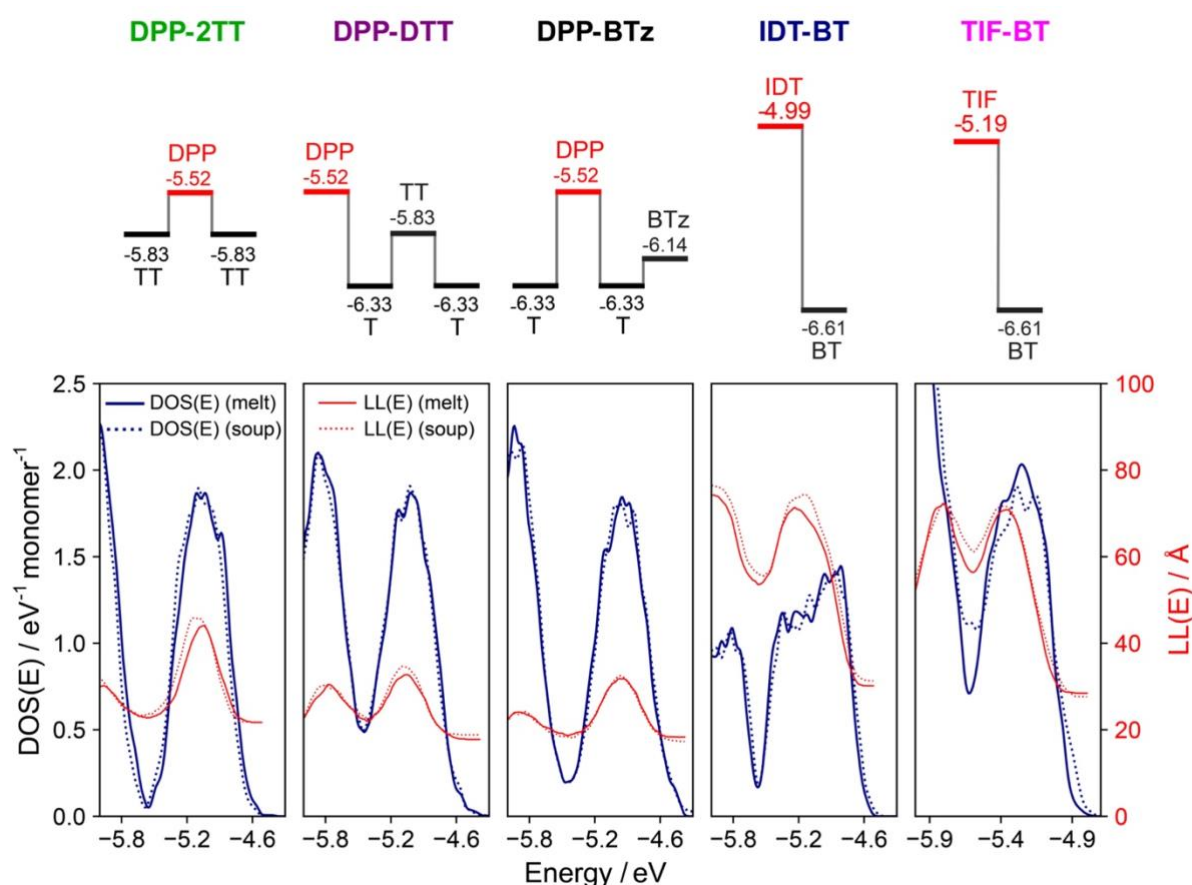 DPP-2TT DPP-DTT DPP-BTz IDT-BT TIF-BT
DPP
-5.52
-5.83
TT
-5.83
TT
DPP
-5.52
TT
-5.83
-6.33
T
-6.33
T
DPP
-5.52
BTz
-6.14
-6.33
T
-6.33
T
IDT
-4.99
-6.61
BT
TIF
-5.19
-6.61
BT
DOS(E) / eV⁻¹ monomer⁻¹
2.5
2.0
1.5
1.0
0.5
0.0
DOS(E) (melt)
DOS(E) (soup)
LL(E) (melt)
LL(E) (soup)
100
80
60
40
20
0
LL(E) / Å
−5.8 −5.2 −4.6
−5.8 −5.2 −4.6
−5.8 −5.2 −4.6
−5.8 −5.2 −4.6
−5.9 −5.4 −4.9
Energy / eV